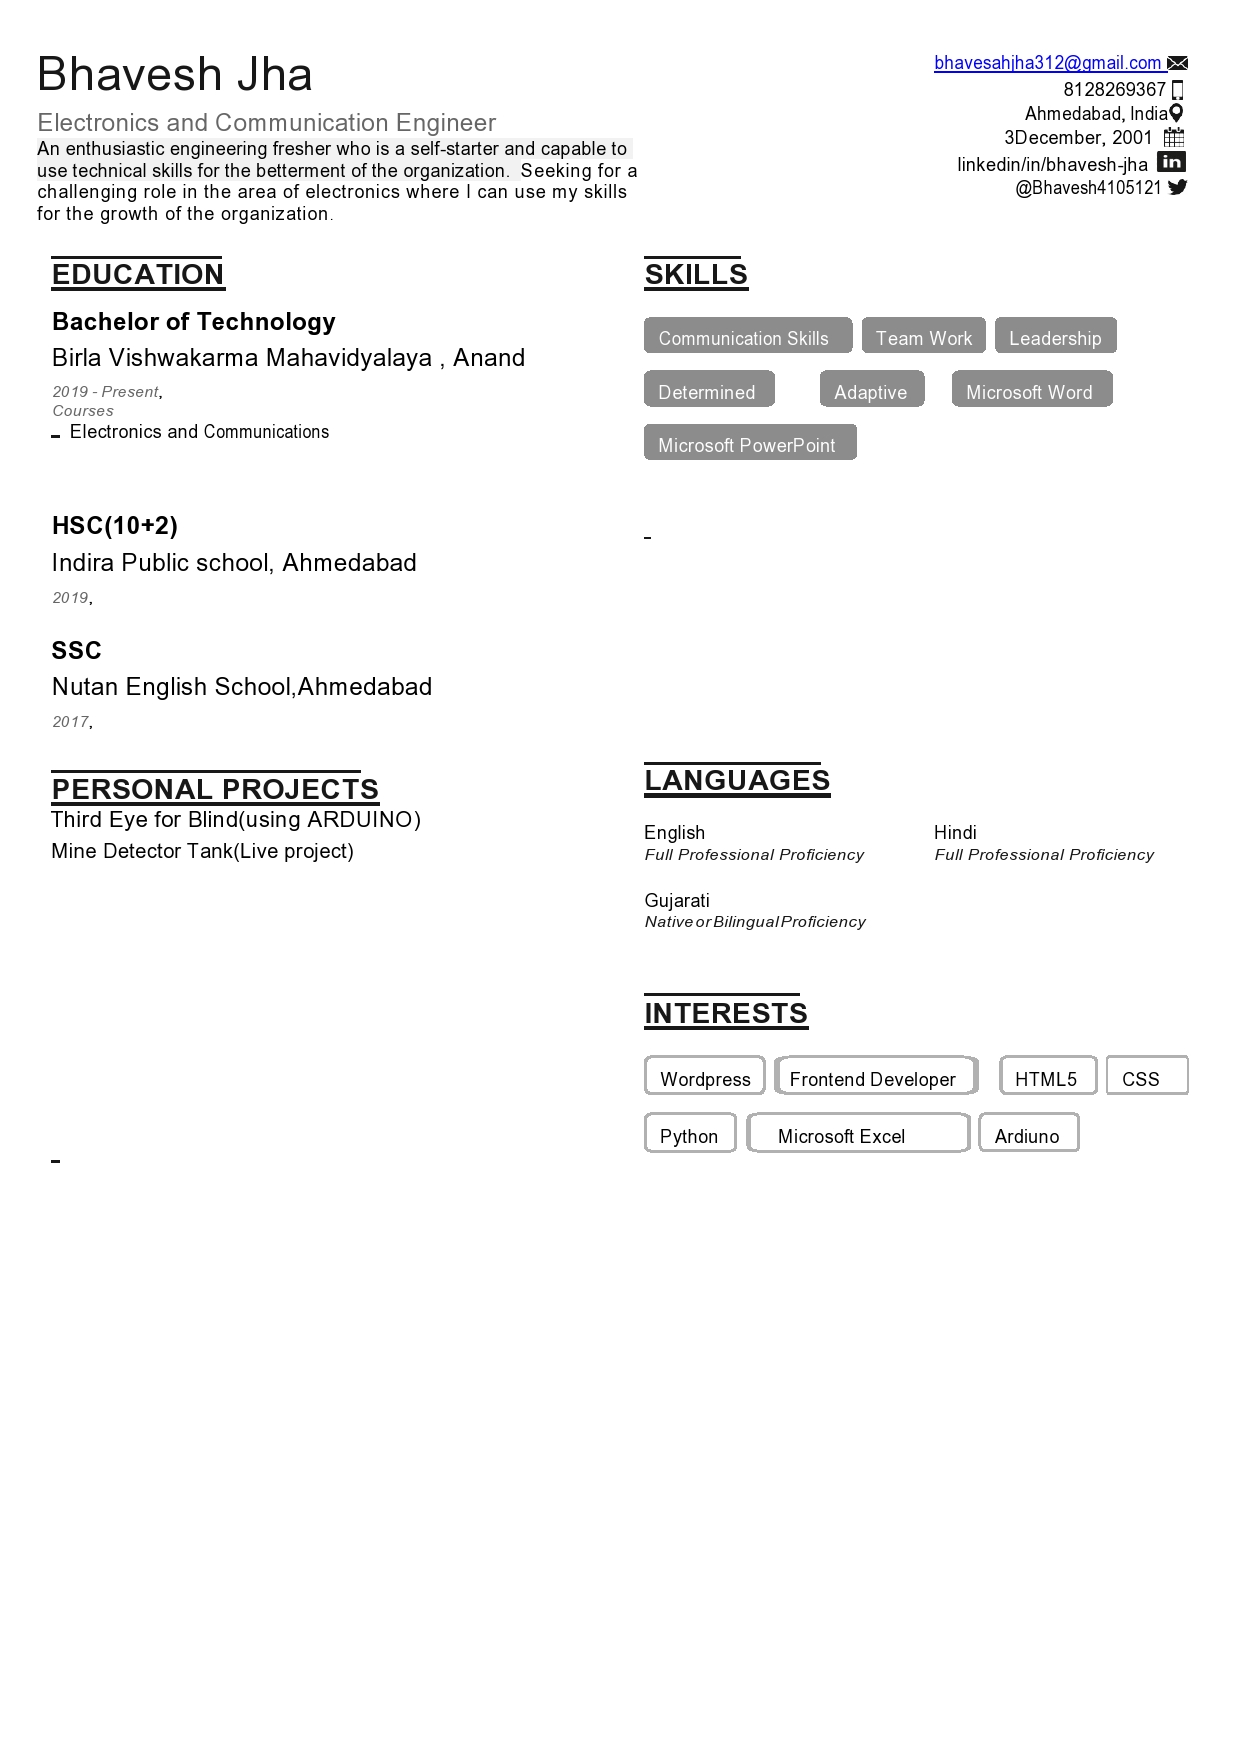 Bhavesh Jha
Electronics and Communication Engineer
An enthusiastic engineering fresher who is a self-starter and capable to
use technical skills for the betterment of the organization. Seeking for a
challenging role in the area of electronics where I can use my skills
for the growth of the organization.
bhavesahjha312@gmail.com
8128269367
Ahmedabad, India
3December, 2001
linkedin/in/bhavesh-jha
@Bhavesh4105121
EDUCATION
Bachelor of Technology
Birla Vishwakarma Mahavidyalaya , Anand
2019 - Present,
Courses
– Electronics and Communications
HSC(10+2)
Indira Public school, Ahmedabad
2019,
SSC
Nutan English School,Ahmedabad
2017,
PERSONAL PROJECTS
Third Eye for Blind(using ARDUINO)
Mine Detector Tank(Live project)
–
SKILLS
Communication Skills Team Work Leadership
Determined Adaptive Microsoft Word
Microsoft PowerPoint
-
LANGUAGES
English Hindi
Full Professional Proficiency Full Professional Proficiency
Gujarati
Native or Bilingual Proficiency
INTERESTS
Wordpress Frontend Developer HTML5 CSS
Python Microsoft Excel Ardiuno